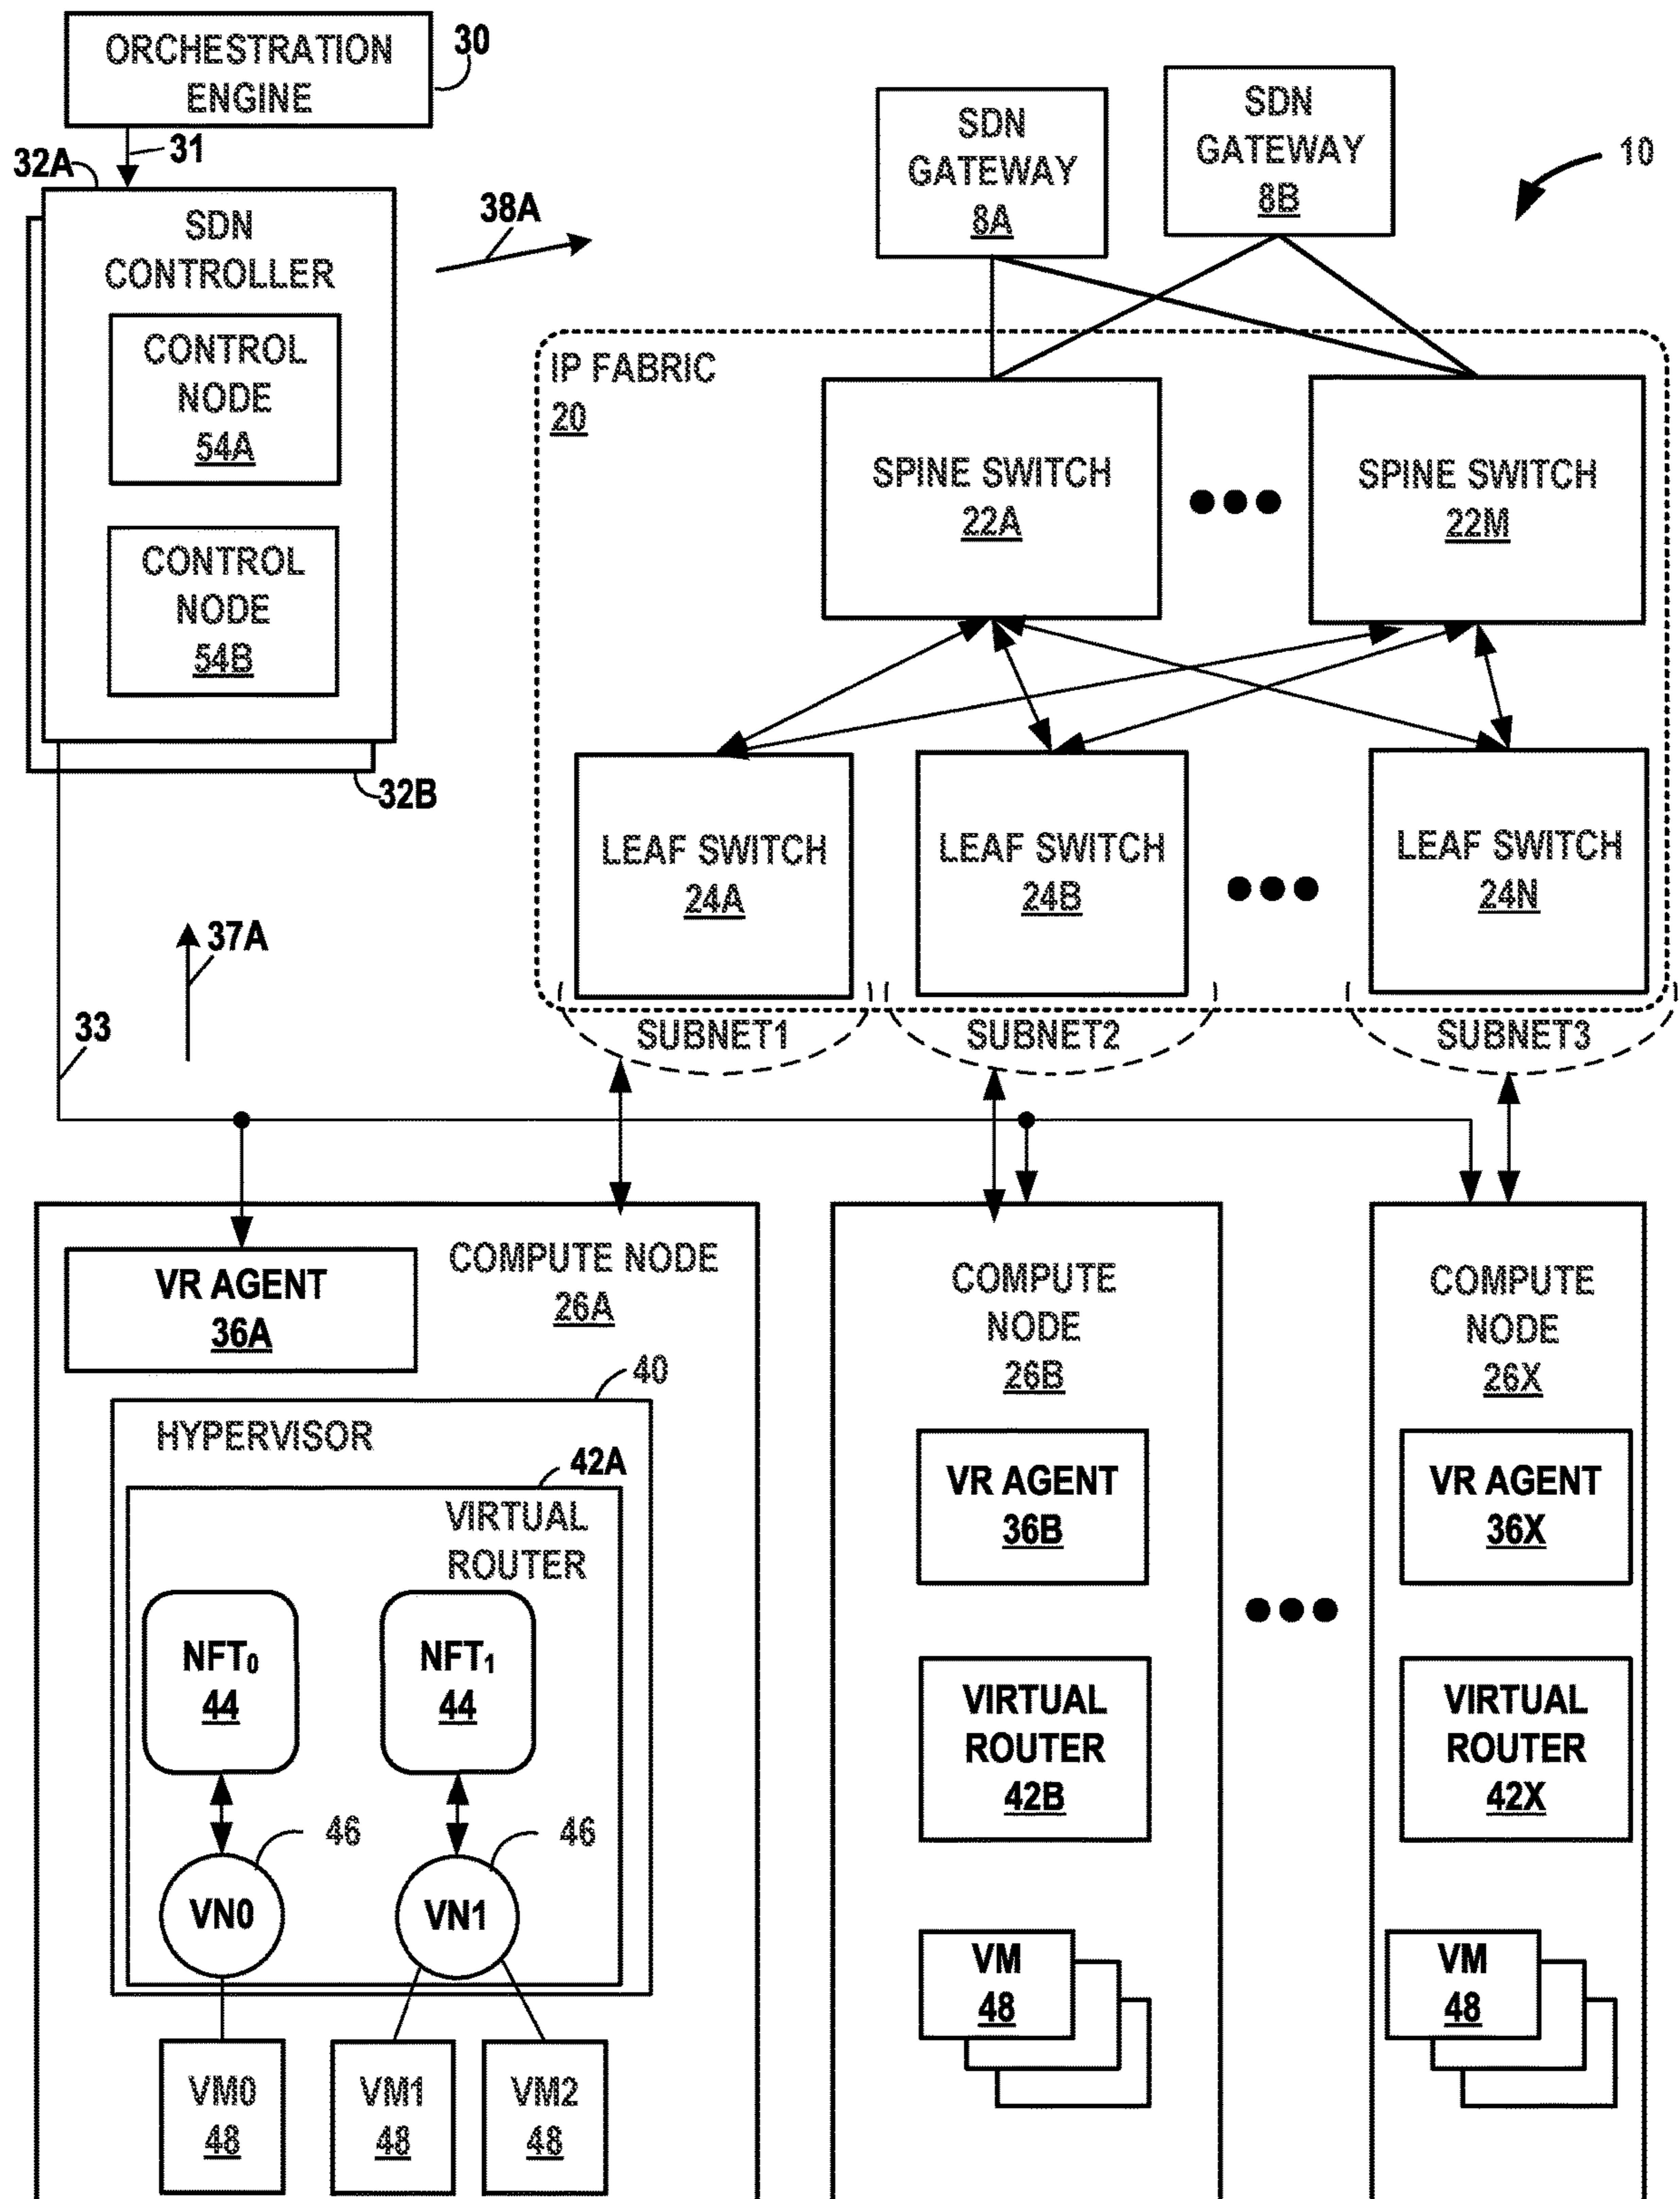 ORCHESTRATION
ENGINE
30
31
32A
SDN
CONTROLLER
CONTROL
NODE
54A
CONTROL
NODE
54B
32B
38A
37A
33
SDN
GATEWAY
8A
SDN
GATEWAY
8B
10
IP FABRIC
20
SPINE SWITCH
22A
SPINE SWITCH
22M
LEAF SWITCH
24A
LEAF SWITCH
24B
LEAF SWITCH
24N
SUBNET1
SUBNET2
SUBNET3
COMPUTE NODE
26A
VR AGENT
36A
40
HYPERVISOR
42A
VIRTUAL
ROUTER
NFT0
44
NFT1
44
46
46
VN0
VN1
VM0
48
VM1
48
VM2
48
COMPUTE
NODE
26B
VR AGENT
36B
VIRTUAL
ROUTER
42B
VM
48
COMPUTE
NODE
26X
VR AGENT
36X
VIRTUAL
ROUTER
42X
VM
48